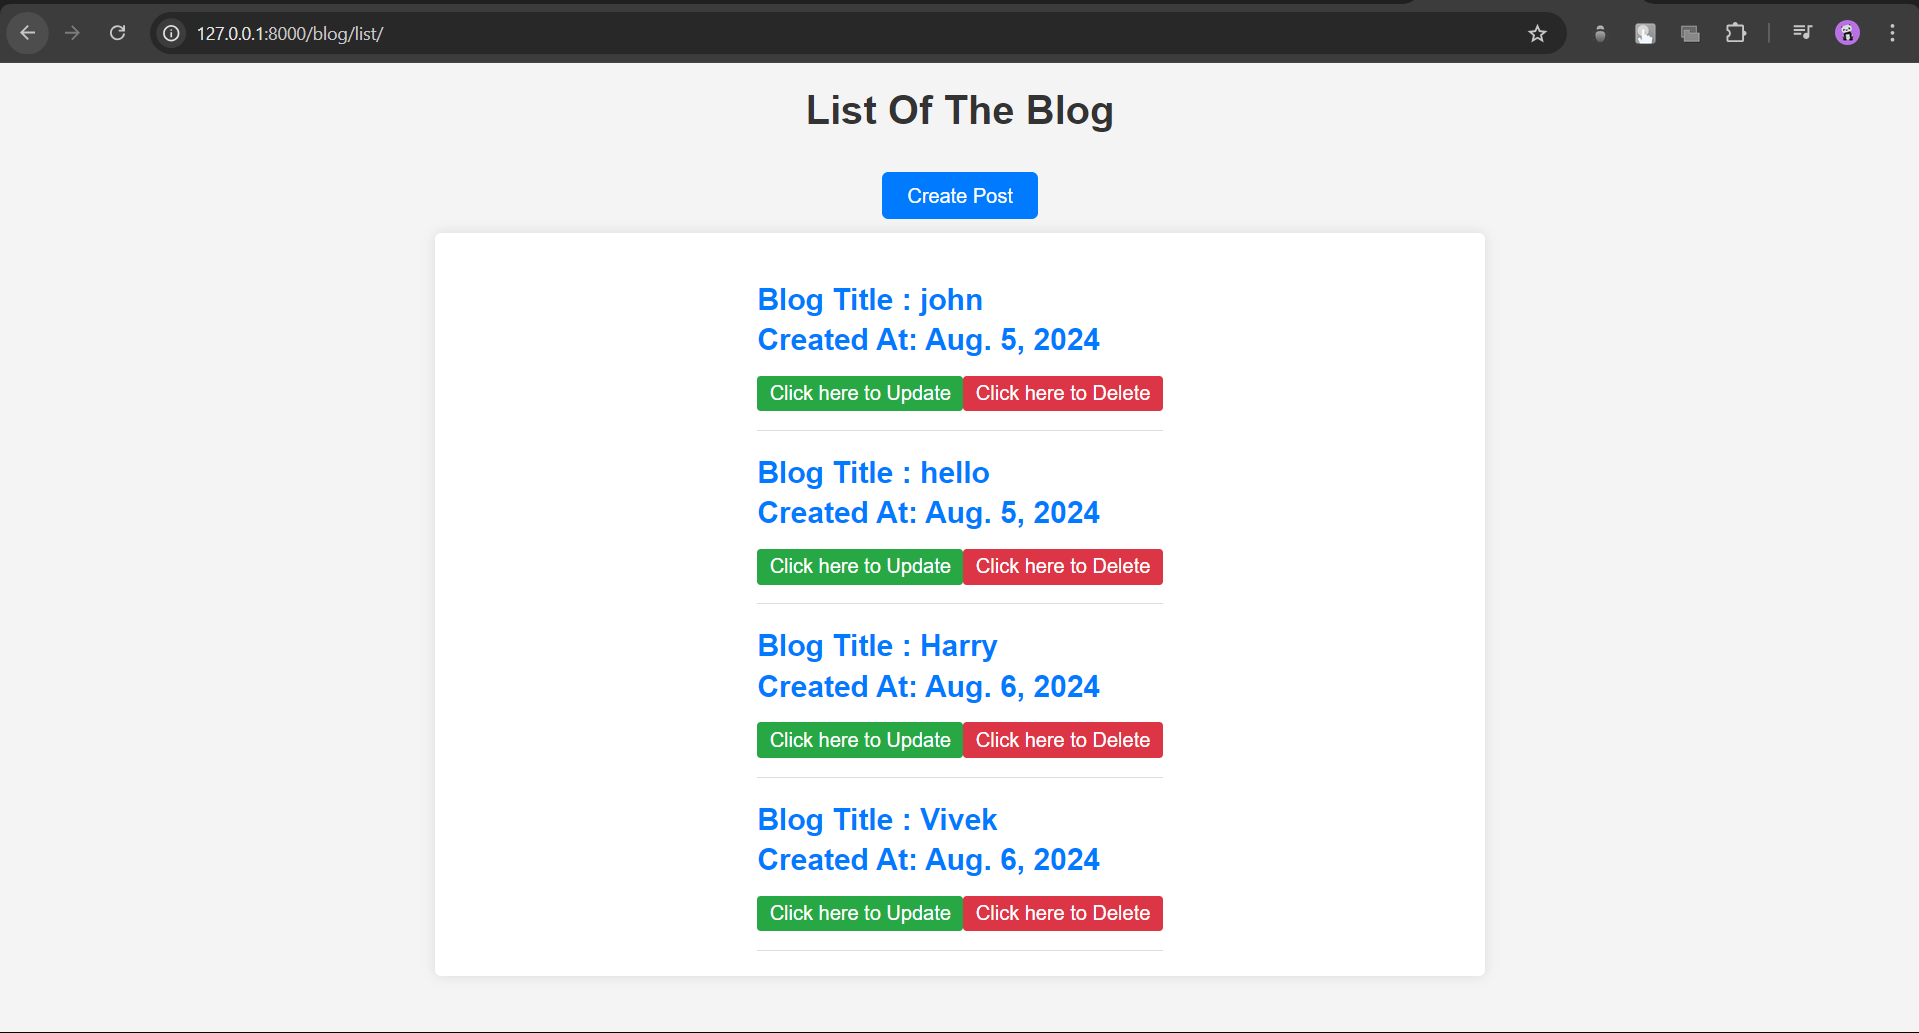 127.0.0.1:8000/blog/list/
List Of The Blog
Create Post
Blog Title : john
Created At: Aug. 5, 2024
Click here to Update Click here to Delete
Blog Title : hello
Created At: Aug. 5, 2024
Click here to Update Click here to Delete
Blog Title : Harry
Created At: Aug. 6, 2024
Click here to Update Click here to Delete
Blog Title : Vivek
Created At: Aug. 6, 2024
Click here to Update Click here to Delete